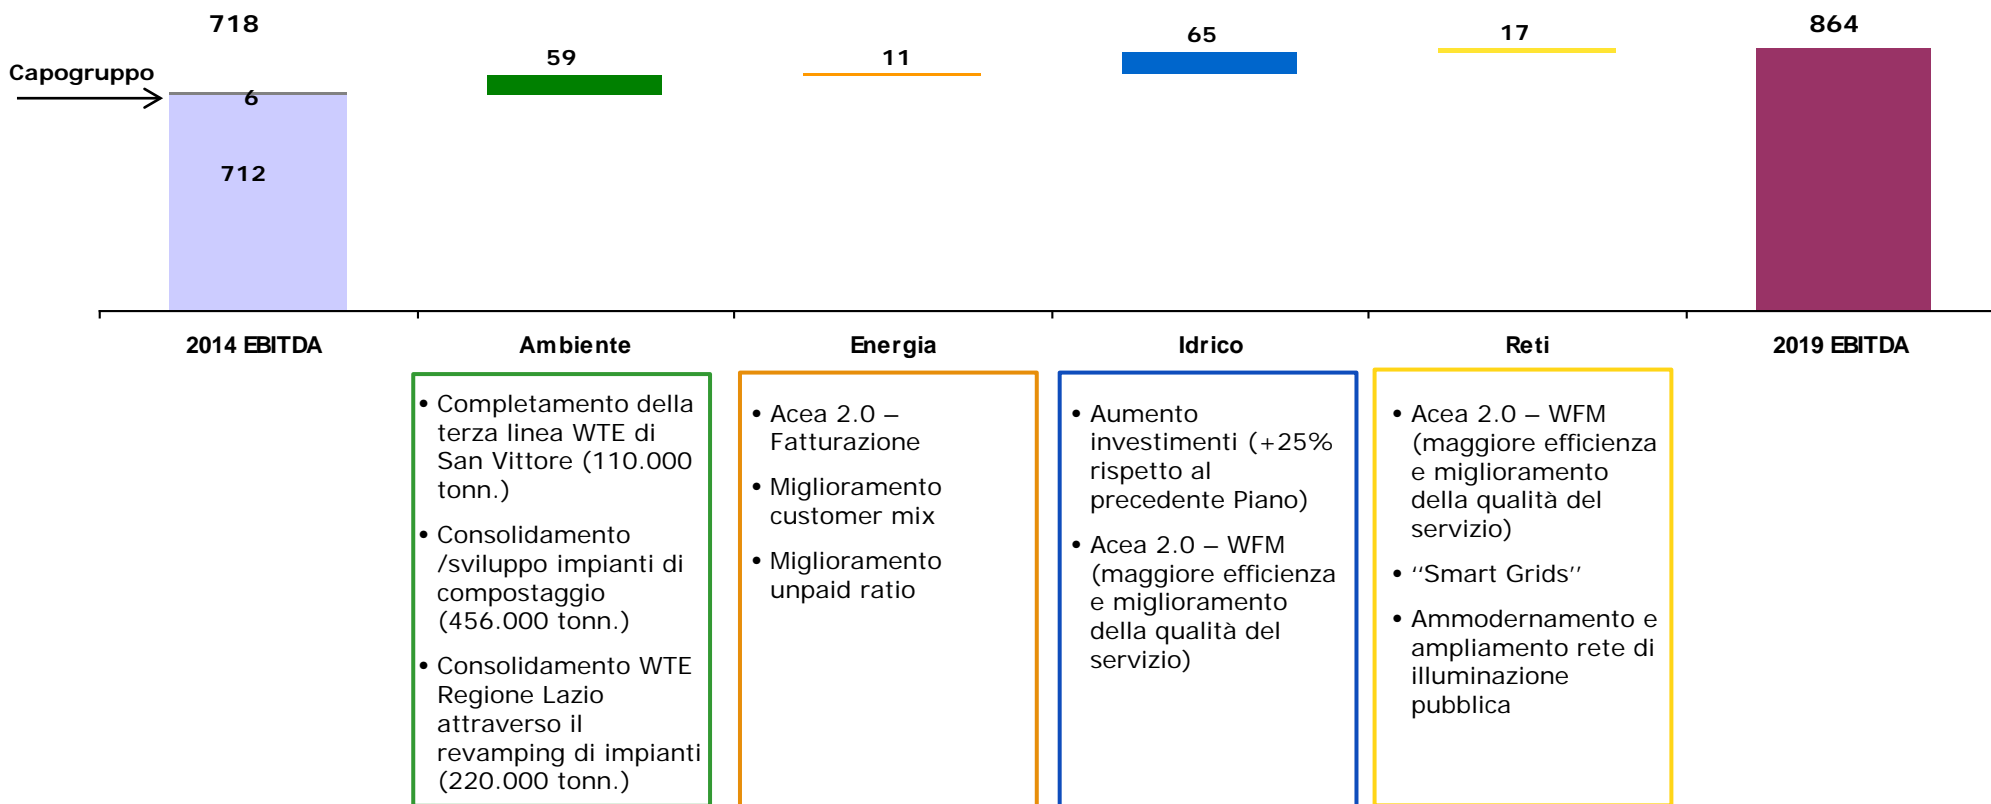 718
59
11
65
17
864
Capogruppo
6
712
2014 EBITDA
Ambiente
Energia
Idrico
Reti
2019 EBITDA
• Completamento della
terza linea WTE di
San Vittore (110.000
tonn.)
• Consolidamento
/sviluppo impianti di
compostaggio
(456.000 tonn.)
• Consolidamento WTE
Regione Lazio
attraverso il
revamping di impianti
(220.000 tonn.)
• Acea 2.0 –
Fatturazione
• Miglioramento
customer mix
• Miglioramento
unpaid ratio
• Aumento
investimenti (+25%
rispetto al
precedente Piano)
• Acea 2.0 – WFM
(maggiore efficienza
e miglioramento
della qualità del
servizio)
• Acea 2.0 – WFM
(maggiore efficienza
e miglioramento
della qualità del
servizio)
• ‘‘Smart Grids’’
• Ammodernamento e
ampliamento rete di
illuminazione
pubblica